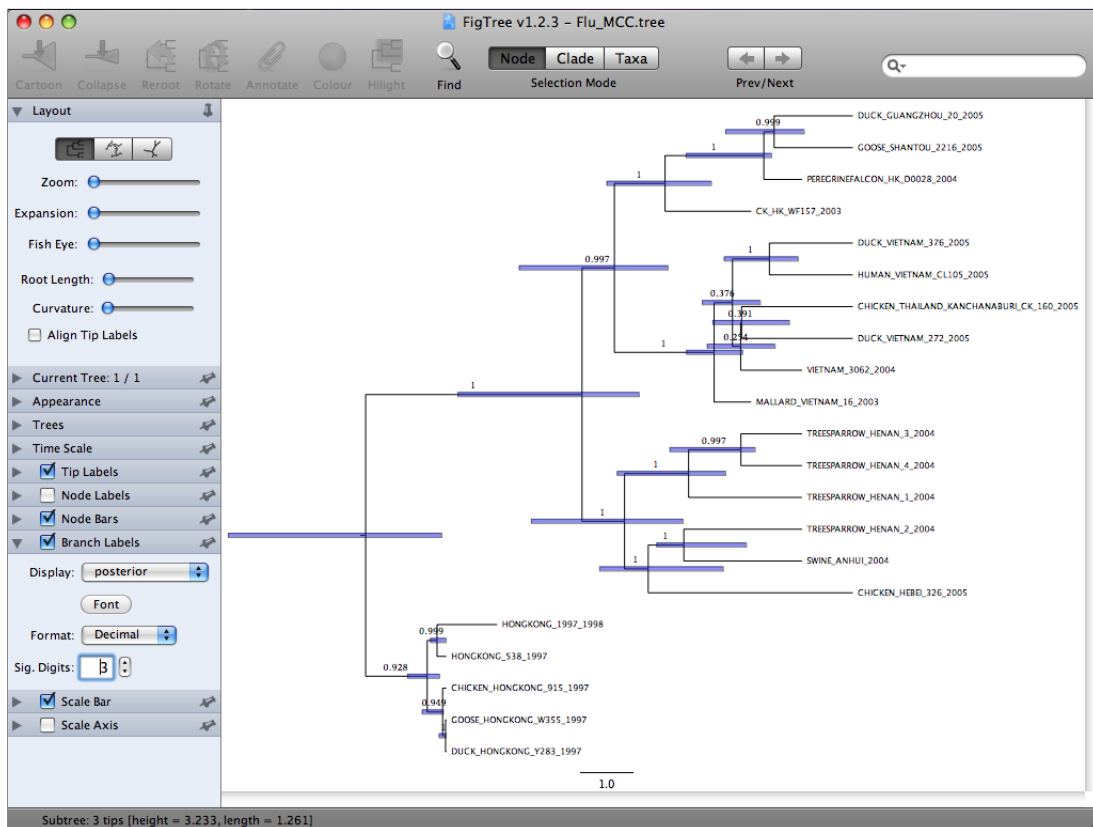 FigTree v1.2.3 – Flu_MCC.tree
Cartoon Collapse Reroot Rotate Annotate Colour Hilight Find
Node Clade Taxa
Selection Mode
Prev/Next
Layout
Zoom:
Expansion:
Fish Eye:
Root Length:
Curvature:
Align Tip Labels
Current Tree: 1 / 1
Appearance
Trees
Time Scale
Tip Labels
Node Labels
Node Bars
Branch Labels
Display: posterior
Font
Format: Decimal
Sig. Digits: 3
Scale Bar
Scale Axis
0.999
DUCK_GUANGZHOU_20_2005
GOOSE_SHANTOU_2216_2005
1
PEREGRINEFALCON_HK_D0028_2004
1
CK_HK_WF157_2003
0.997
DUCK_VIETNAM_376_2005
1
HUMAN_VIETNAM_CL105_2005
0.376
CHICKEN_THAILAND_KANCHANABURI_CK_160_2005
0.391
DUCK_VIETNAM_272_2005
0.254
1
VIETNAM_3062_2004
1
MALLARD_VIETNAM_16_2003
TREESPARROW_HENAN_3_2004
0.997
TREESPARROW_HENAN_4_2004
1
TREESPARROW_HENAN_1_2004
TREESPARROW_HENAN_2_2004
1
SWINE_ANHUI_2004
1
CHICKEN_HEBEI_326_2005
HONGKONG_1997_1998
0.999
HONGKONG_538_1997
0.928
CHICKEN_HONGKONG_915_1997
0.949
GOOSE_HONGKONG_W355_1997
1
DUCK_HONGKONG_Y283_1997
1.0
Subtree: 3 tips [height = 3.233, length = 1.261]